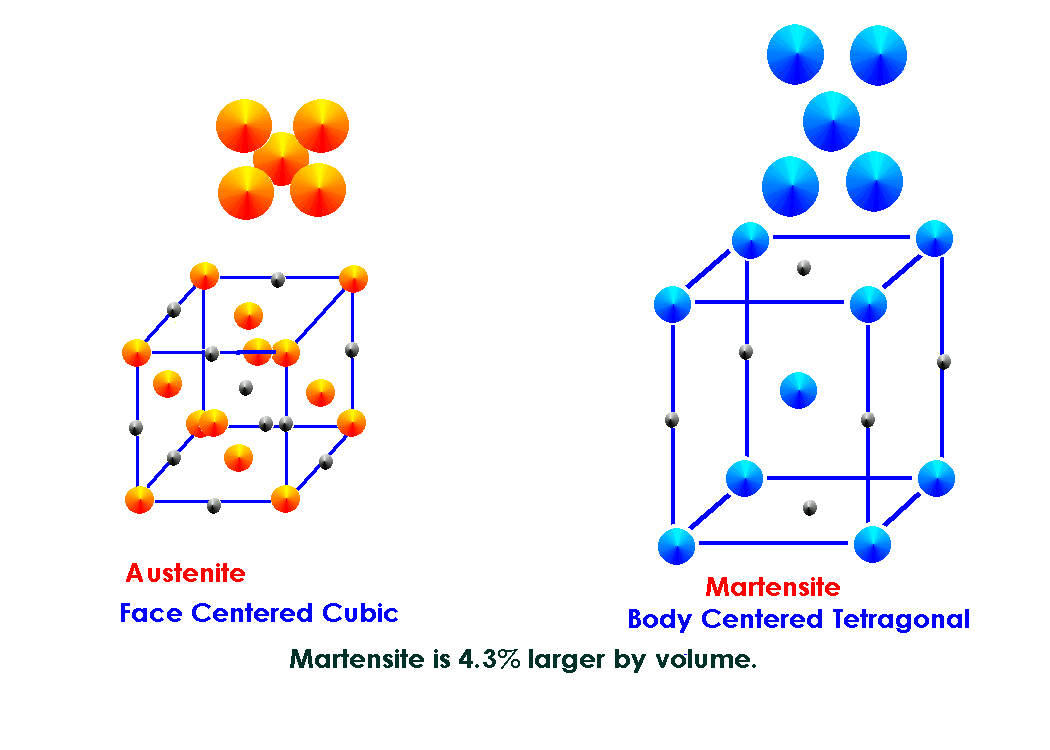 Austenite
Face Centered Cubic
Martensite
Body Centered Tetragonal
Martensite is 4.3% larger by volume.